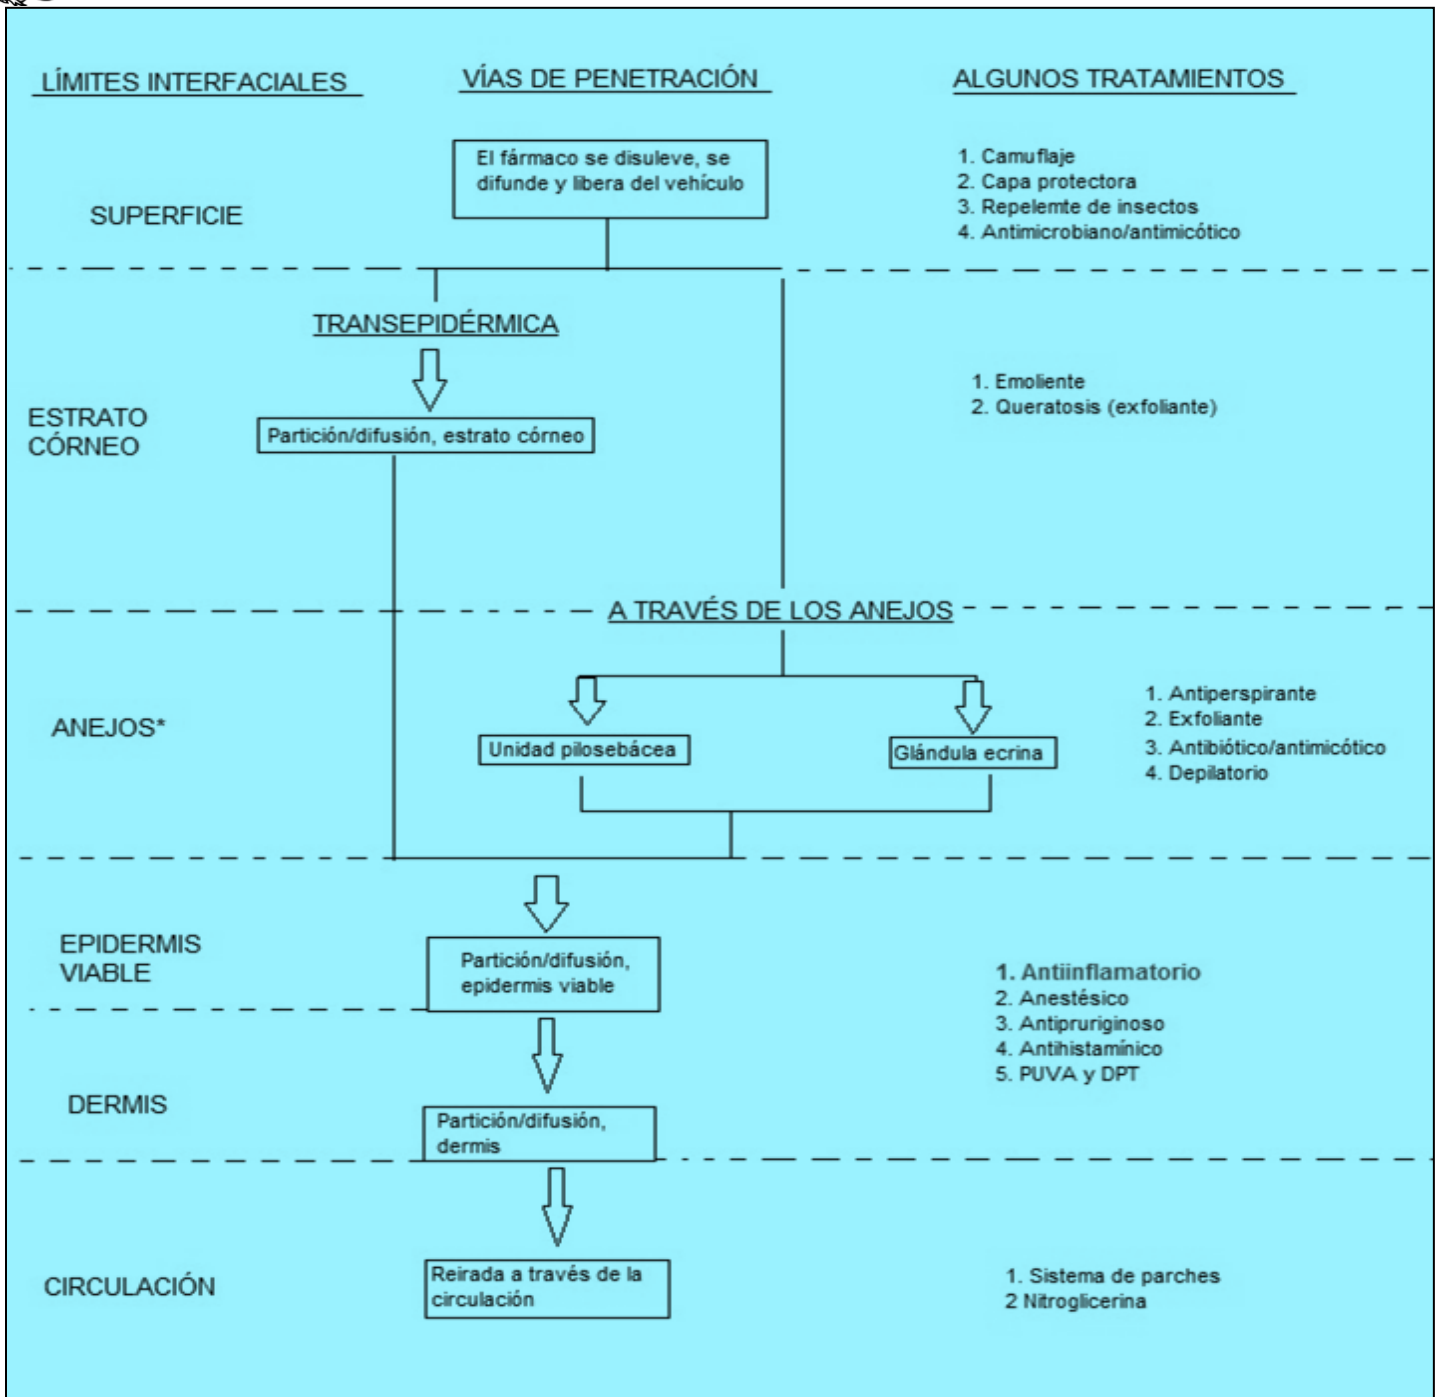 LÍMITES INTERFACIALES
VÍAS DE PENETRACIÓN
ALGUNOS TRATAMIENTOS
El fármaco se disuleve, se
difunde y libera del vehículo
SUPERFICIE
1. Camuflaje
2. Capa protectora
3. Repelemte de insectos
4. Antimicrobiano/antimicótico
TRANSEPIDÉRMICA
ESTRATO
CÓRNEO
Partición/difusión, estrato córneo
1. Emoliente
2. Queratosis (exfoliante)
A TRAVÉS DE LOS ANEJOS
ANEJOS*
Unidad pilosebácea
Glándula ecrina
1. Antiperspirante
2. Exfoliante
3. Antibiótico/antimicótico
4. Depilatorio
EPIDERMIS
VIABLE
Partición/difusión,
epidermis viable
1. Antiinflamatorio
2. Anestésico
3. Antipruriginoso
4. Antihistamínico
5. PUVA y DPT
DERMIS
Partición/difusión,
dermis
CIRCULACIÓN
Reirada a través de la
circulación
1. Sistema de parches
2 Nitroglicerina